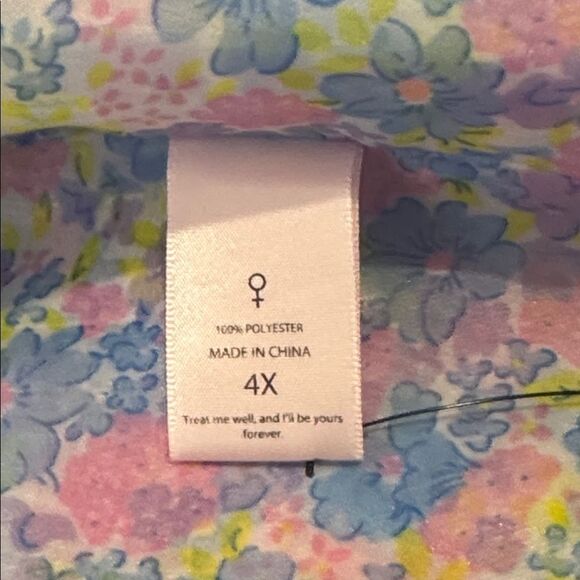 100% POLYESTER
MADE IN CHINA
4X
Treat me well, and I'll be yours
forever